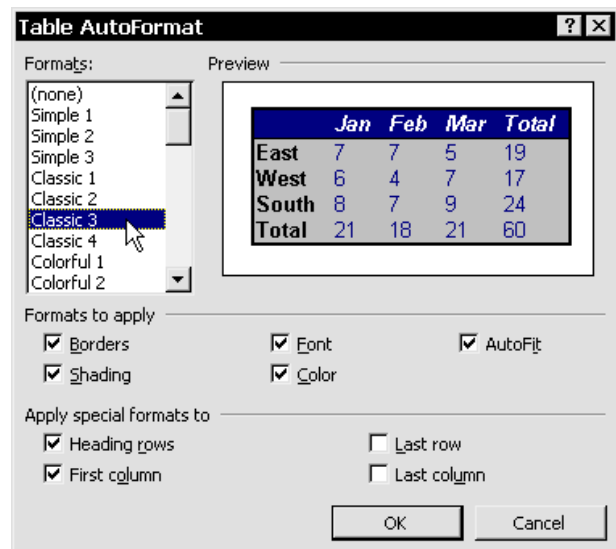 Table AutoFormat
Formats:
Preview
(none)
Simple 1
Simple 2
Simple 3
Classic 1
Classic 2
Classic 3
Classic 4
Colorful 1
Colorful 2
Jan Feb Mar Total
East 7 7 5 19
West 6 4 7 17
South 8 7 9 24
Total 21 18 21 60
Formats to apply
Borders Font AutoFit
Shading Color
Apply special formats to
Heading rows Last row
First column Last column
OK Cancel